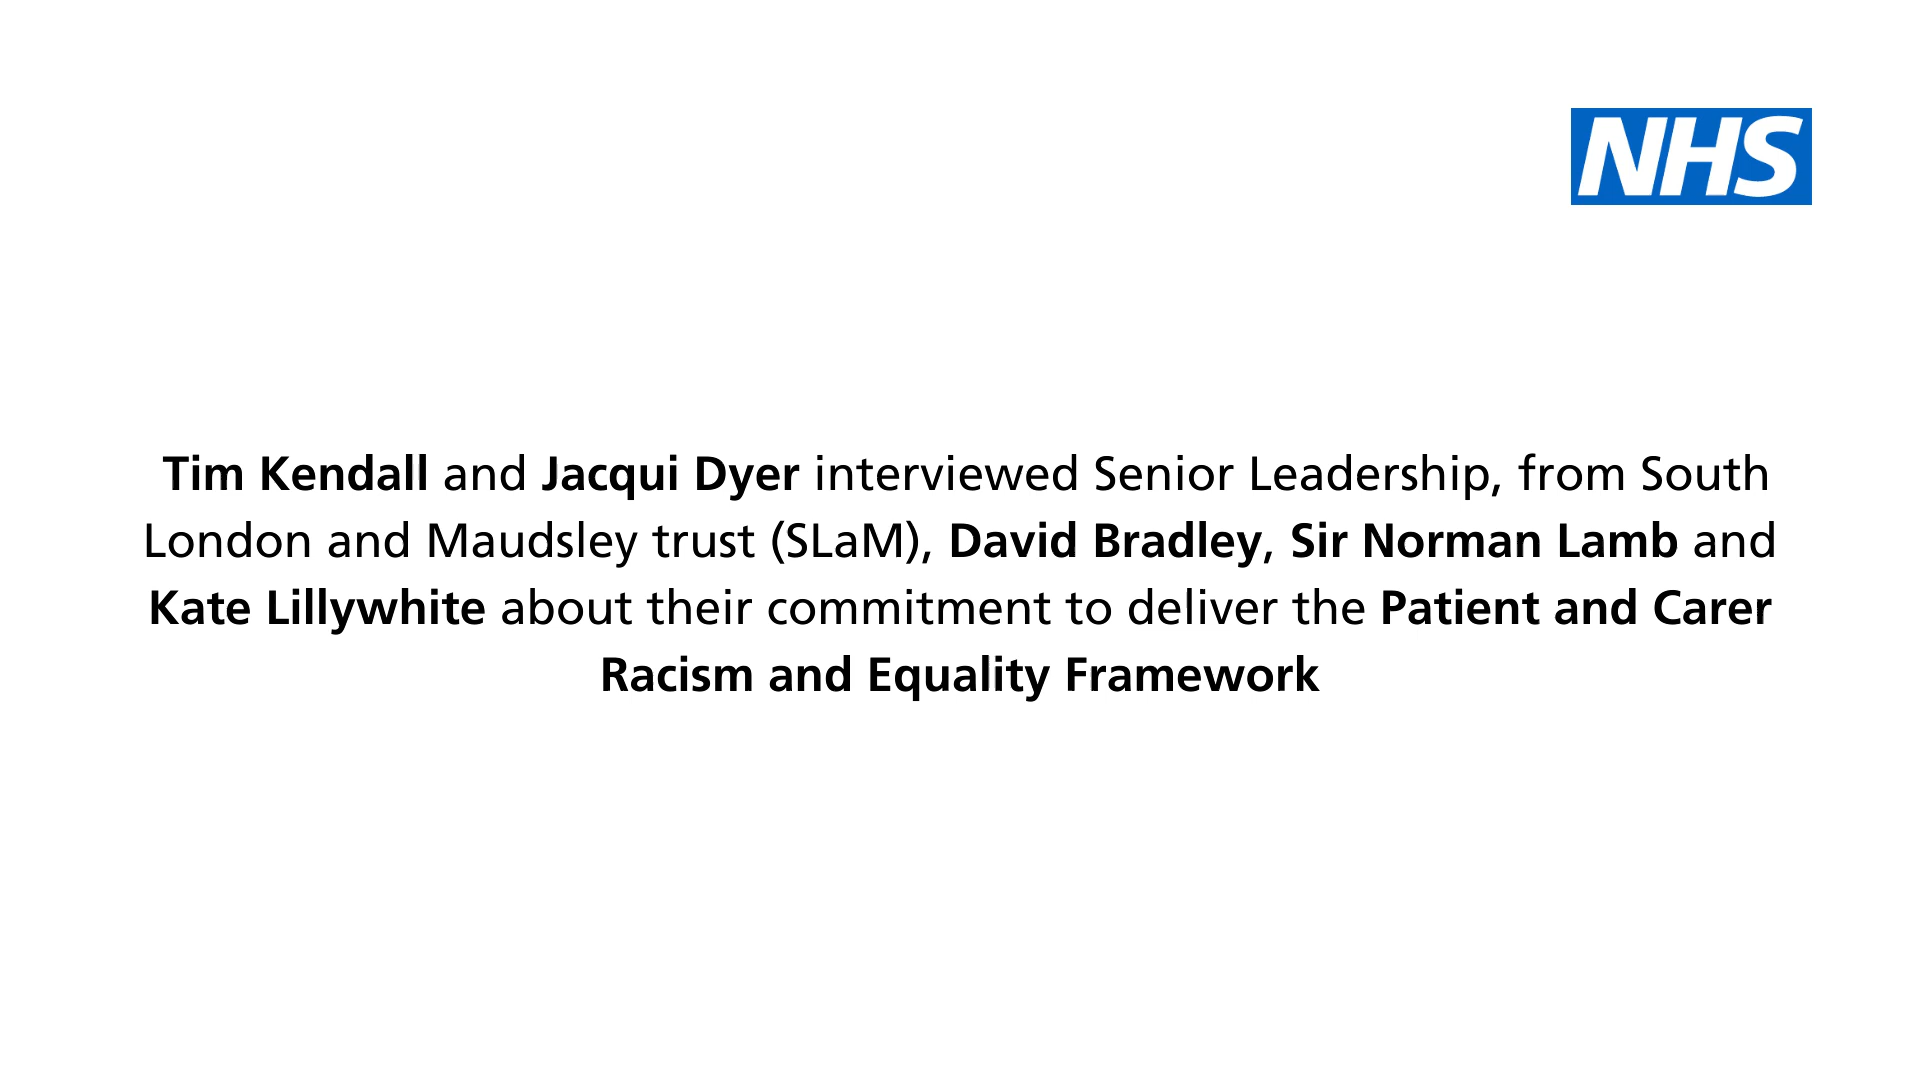 NHS
Tim Kendall and Jacqui Dyer interviewed Senior Leadership, from South
London and Maudsley trust (SLaM), David Bradley, Sir Norman Lamb and
Kate Lillywhite about their commitment to deliver the Patient and Carer
Racism and Equality Framework